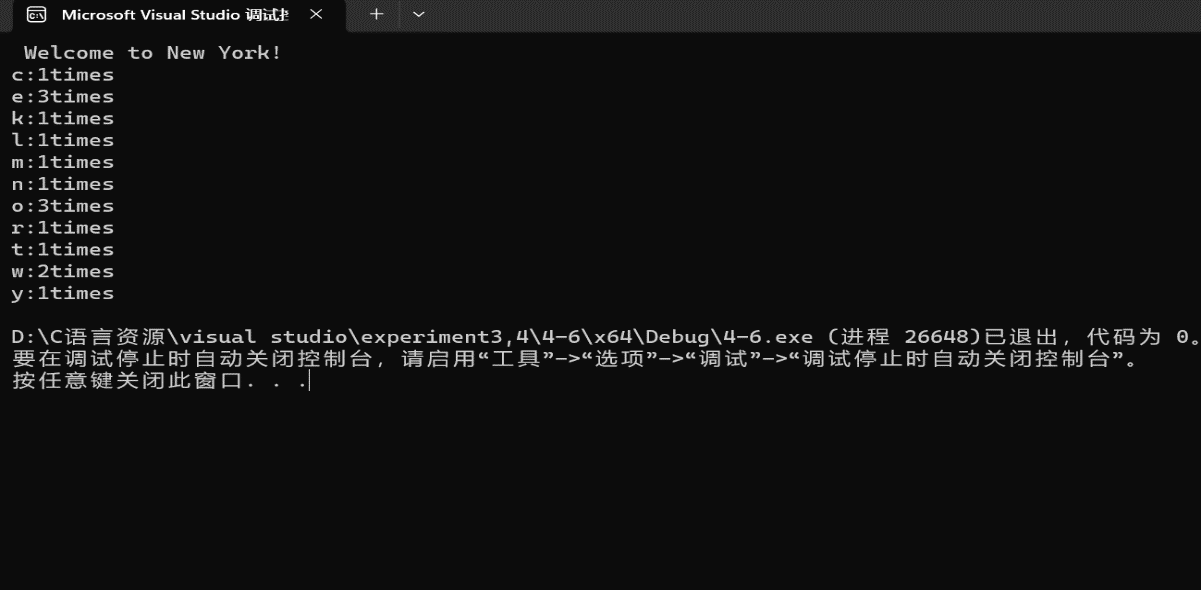 Microsoft Visual Studio 调试
Welcome to New York!
c:1times
e:3times
k:1times
l:1times
m:1times
n:1times
o:3times
r:1times
t:1times
w:2times
y:1times
D:\C语言资源\visual studio\experiment3,4\4-6\x64\Debug\4-6.exe (进程 26648)已退出，代码为 0。
要在调试停止时自动关闭控制台，请启用“工具”->“选项”->“调试”->“调试停止时自动关闭控制台”。
按任意键关闭此窗口. . .